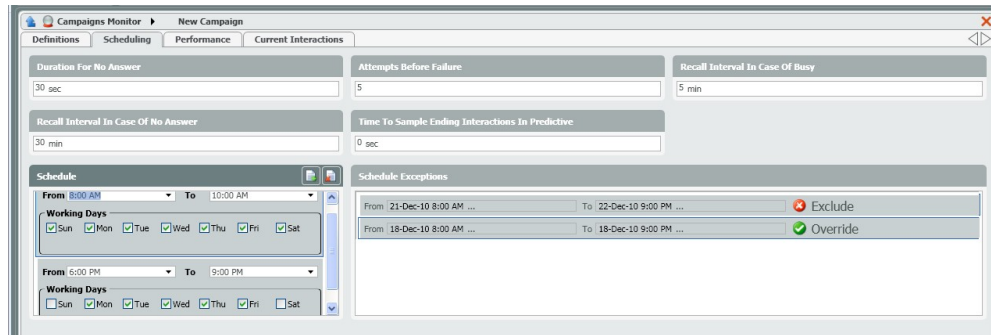 Campaigns Monitor New Campaign
Definitions Scheduling Performance Current Interactions
Duration For No Answer
30 sec
Attempts Before Failure
5
Recall Interval In Case Of Busy
5 min
Recall Interval In Case Of No Answer
30 min
Time To Sample Ending Interactions In Predictive
0 sec
Schedule
From 8:00 AM To 10:00 AM
Working Days
Sun Mon Tue Wed Thu Fri Sat
From 6:00 PM To 9:00 PM
Working Days
Sun Mon Tue Wed Thu Fri Sat
Schedule Exceptions
From 21-Dec-10 8:00 AM ... To 22-Dec-10 9:00 PM ... Exclude
From 18-Dec-10 8:00 AM ... To 18-Dec-10 9:00 PM ... Override